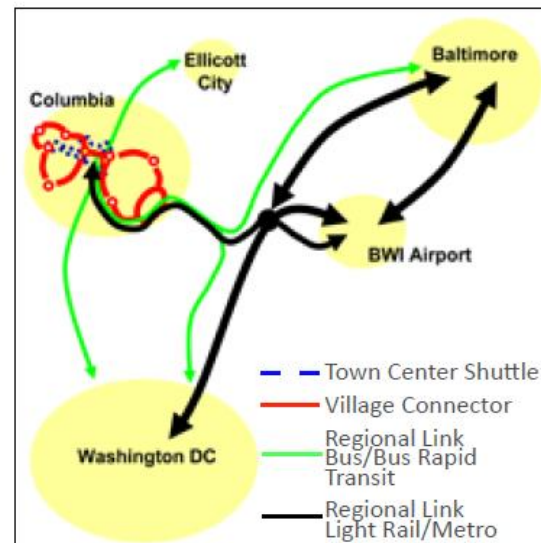 Ellicott
City
Baltimore
Columbia
BWI Airport
Washington DC
Town Center Shuttle
Village Connector
Regional Link
Bus/Bus Rapid
Transit
Regional Link
Light Rail/Metro